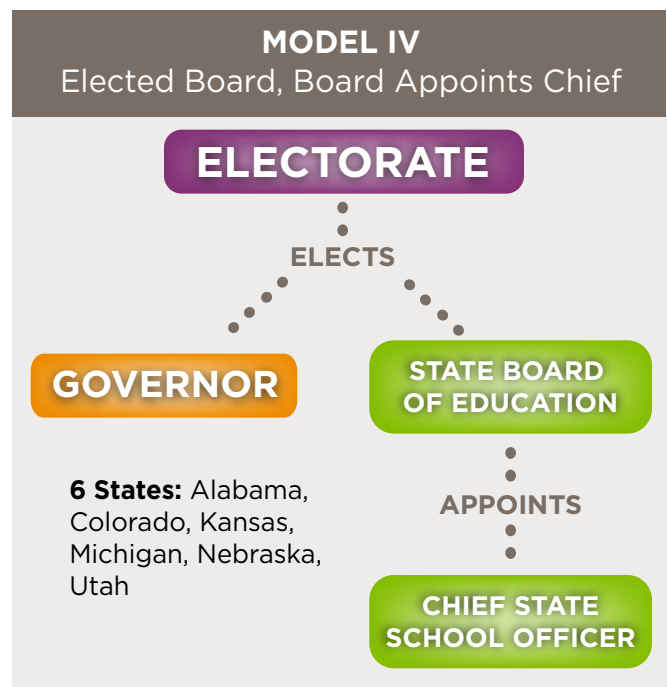 MODEL IV
Elected Board, Board Appoints Chief
ELECTORATE
ELECTS
GOVERNOR
STATE BOARD
OF EDUCATION
6 States: Alabama,
Colorado, Kansas,
Michigan, Nebraska,
Utah
APPOINTS
CHIEF STATE
SCHOOL OFFICER